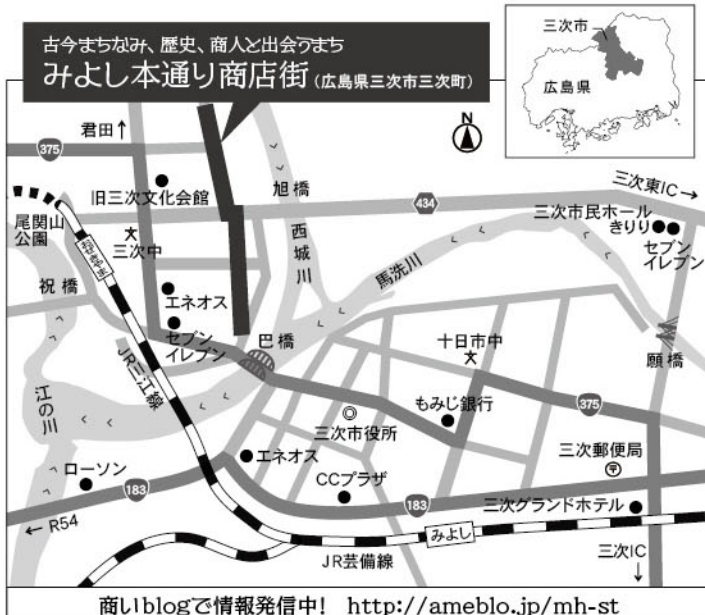 古今まちなみ、歴史、商人と出会うまち
みよし本通り商店街(広島県三次市三次町)
三次市
広島県
N
君田↑
375
旧三次文化会館
旭橋
434
三次東IC→
尾関山
公園
三次中
おぜきやま
西城川
馬洗川
三次市民ホール
きりり
セブン
イレブン
祝橋
エネオス
セブン
イレブン
巴橋
十日市中
願橋
JR三江線
江の川
三次市役所
もみじ銀行
375
三次郵便局
〒
ローソン
エネオス
CCプラザ
183
183
三次グランドホテル
←R54
みよし
JR芸備線
三次IC
↓
商いblogで情報発信中! http://ameblo.jp/mh-st